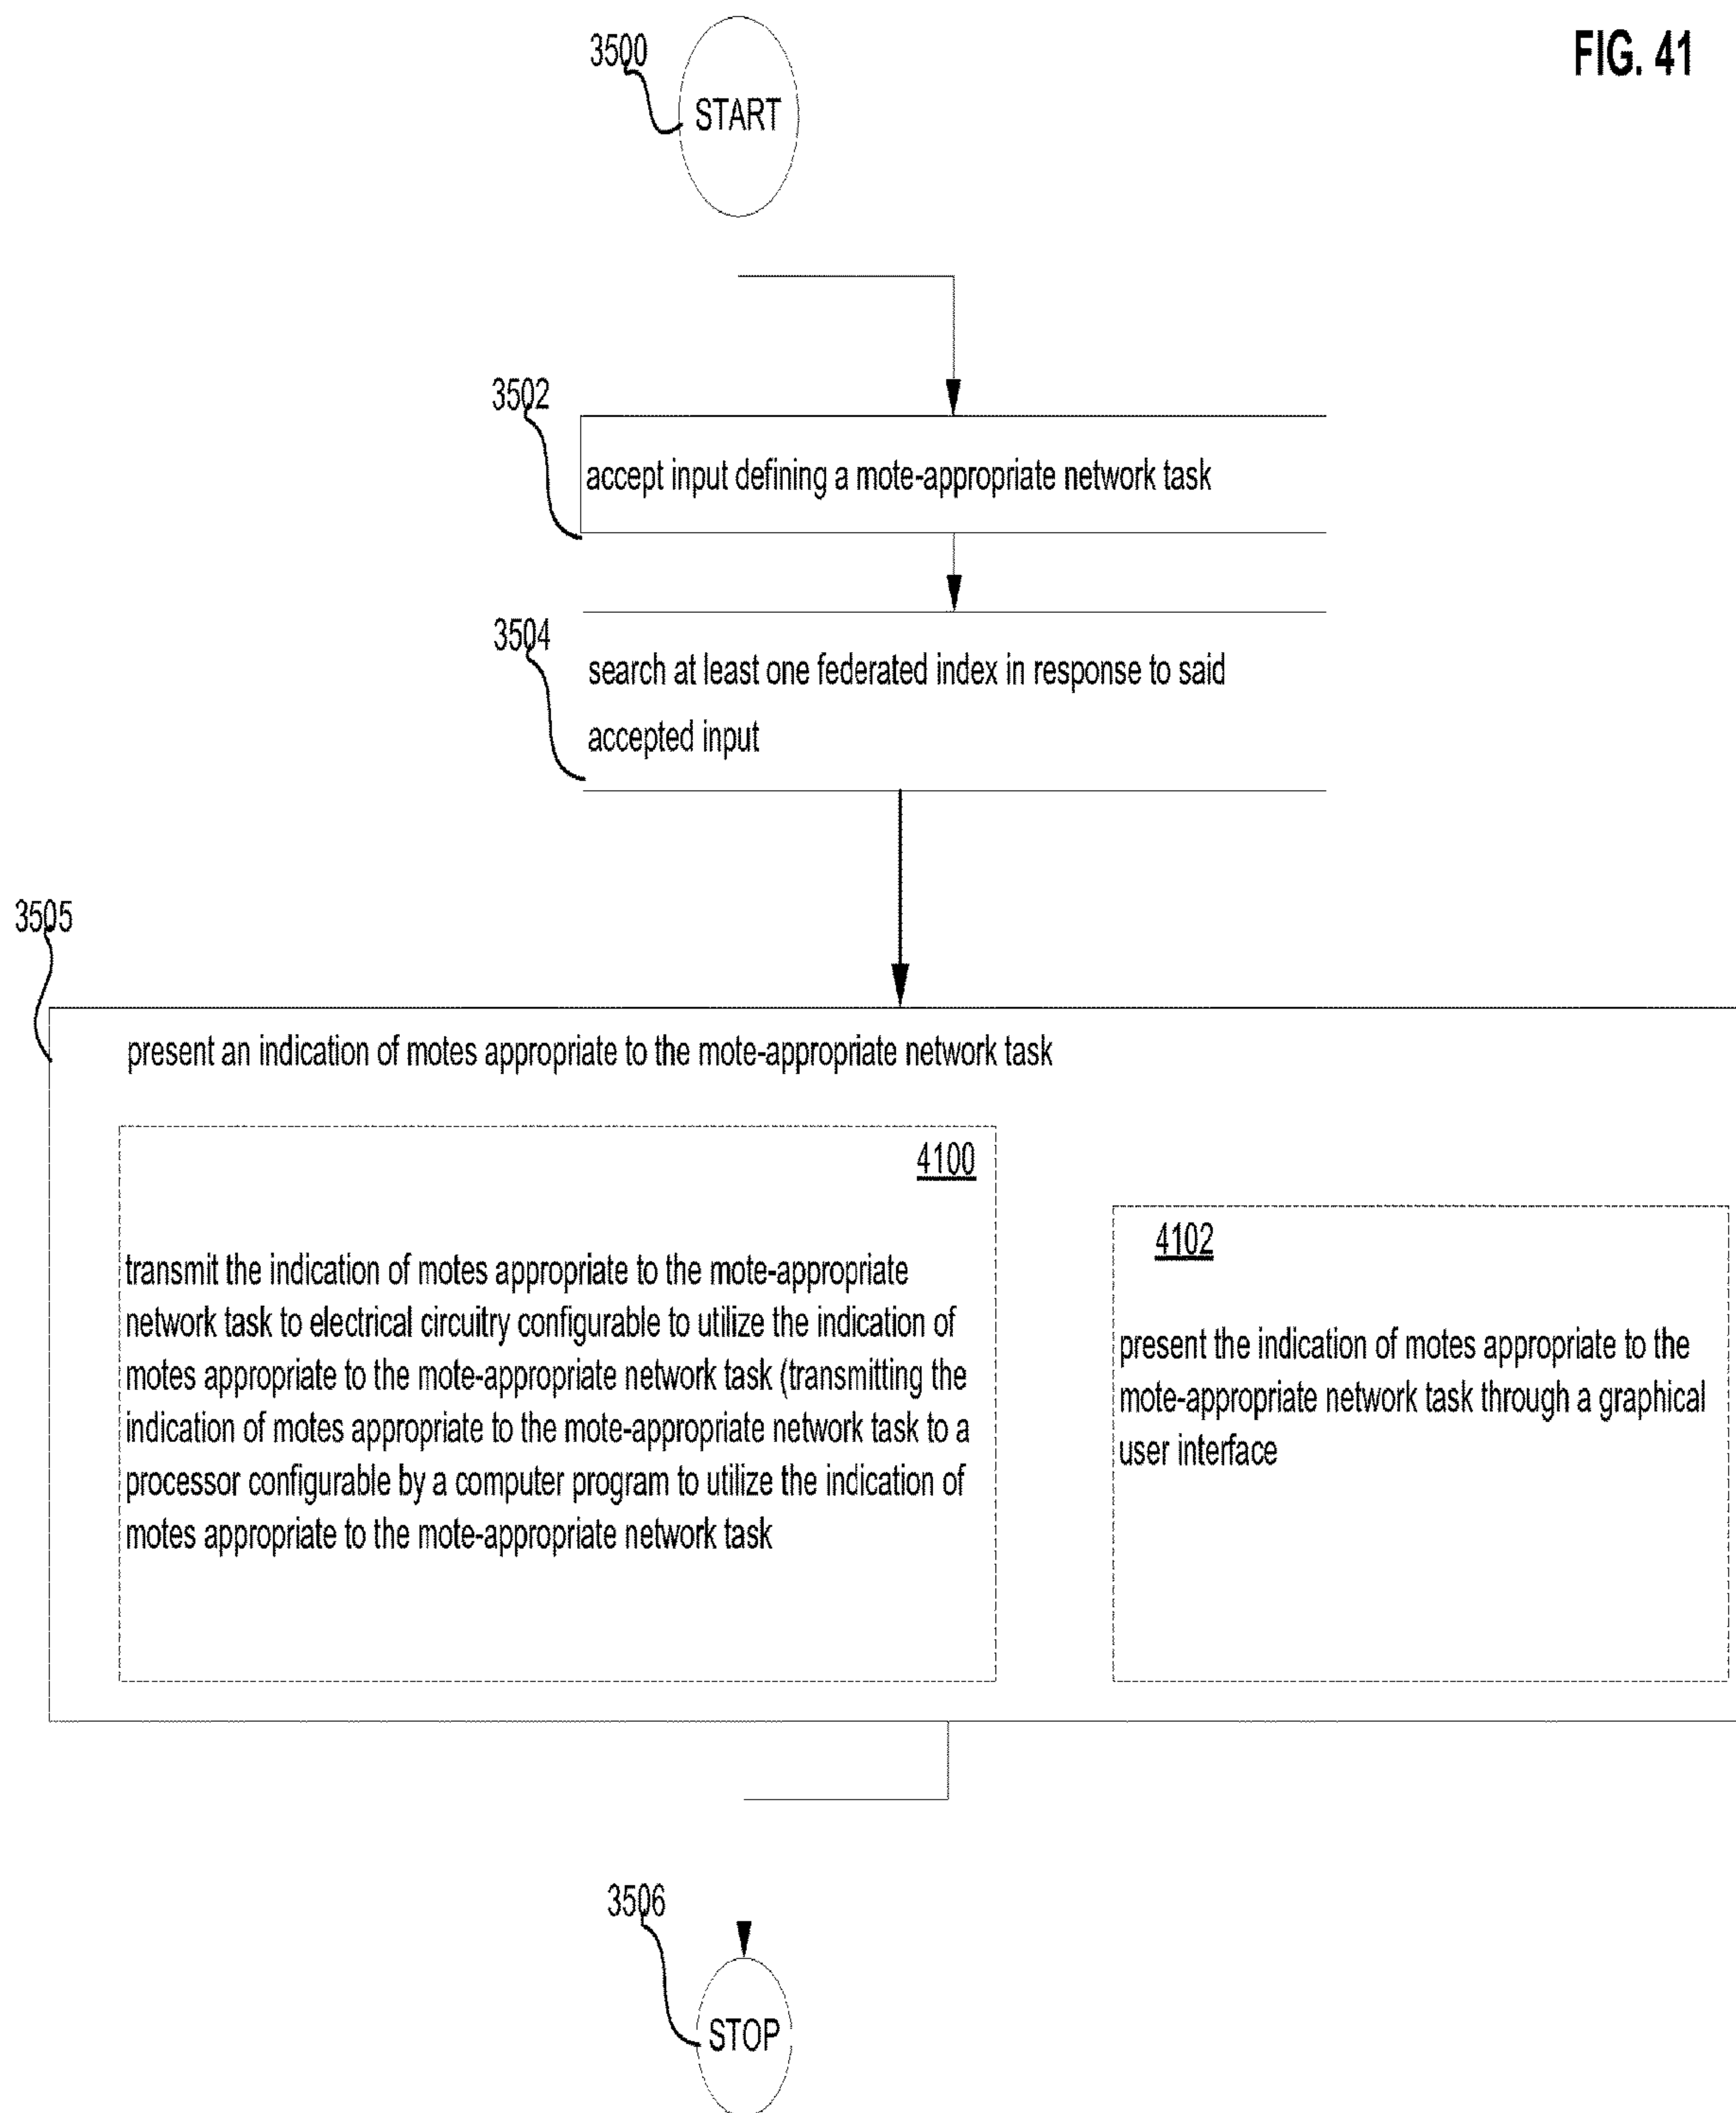 FIG. 41
3500
START
3502
accept input defining a mote-appropriate network task
3504
search at least one federated index in response to said
accepted input
3505
present an indication of motes appropriate to the mote-appropriate network task
4100
transmit the indication of motes appropriate to the mote-appropriate
network task to electrical circuitry configurable to utilize the indication of
motes appropriate to the mote-appropriate network task (transmitting the
indication of motes appropriate to the mote-appropriate network task to a
processor configurable by a computer program to utilize the indication of
motes appropriate to the mote-appropriate network task
4102
present the indication of motes appropriate to the
mote-appropriate network task through a graphical
user interface
3506
STOP